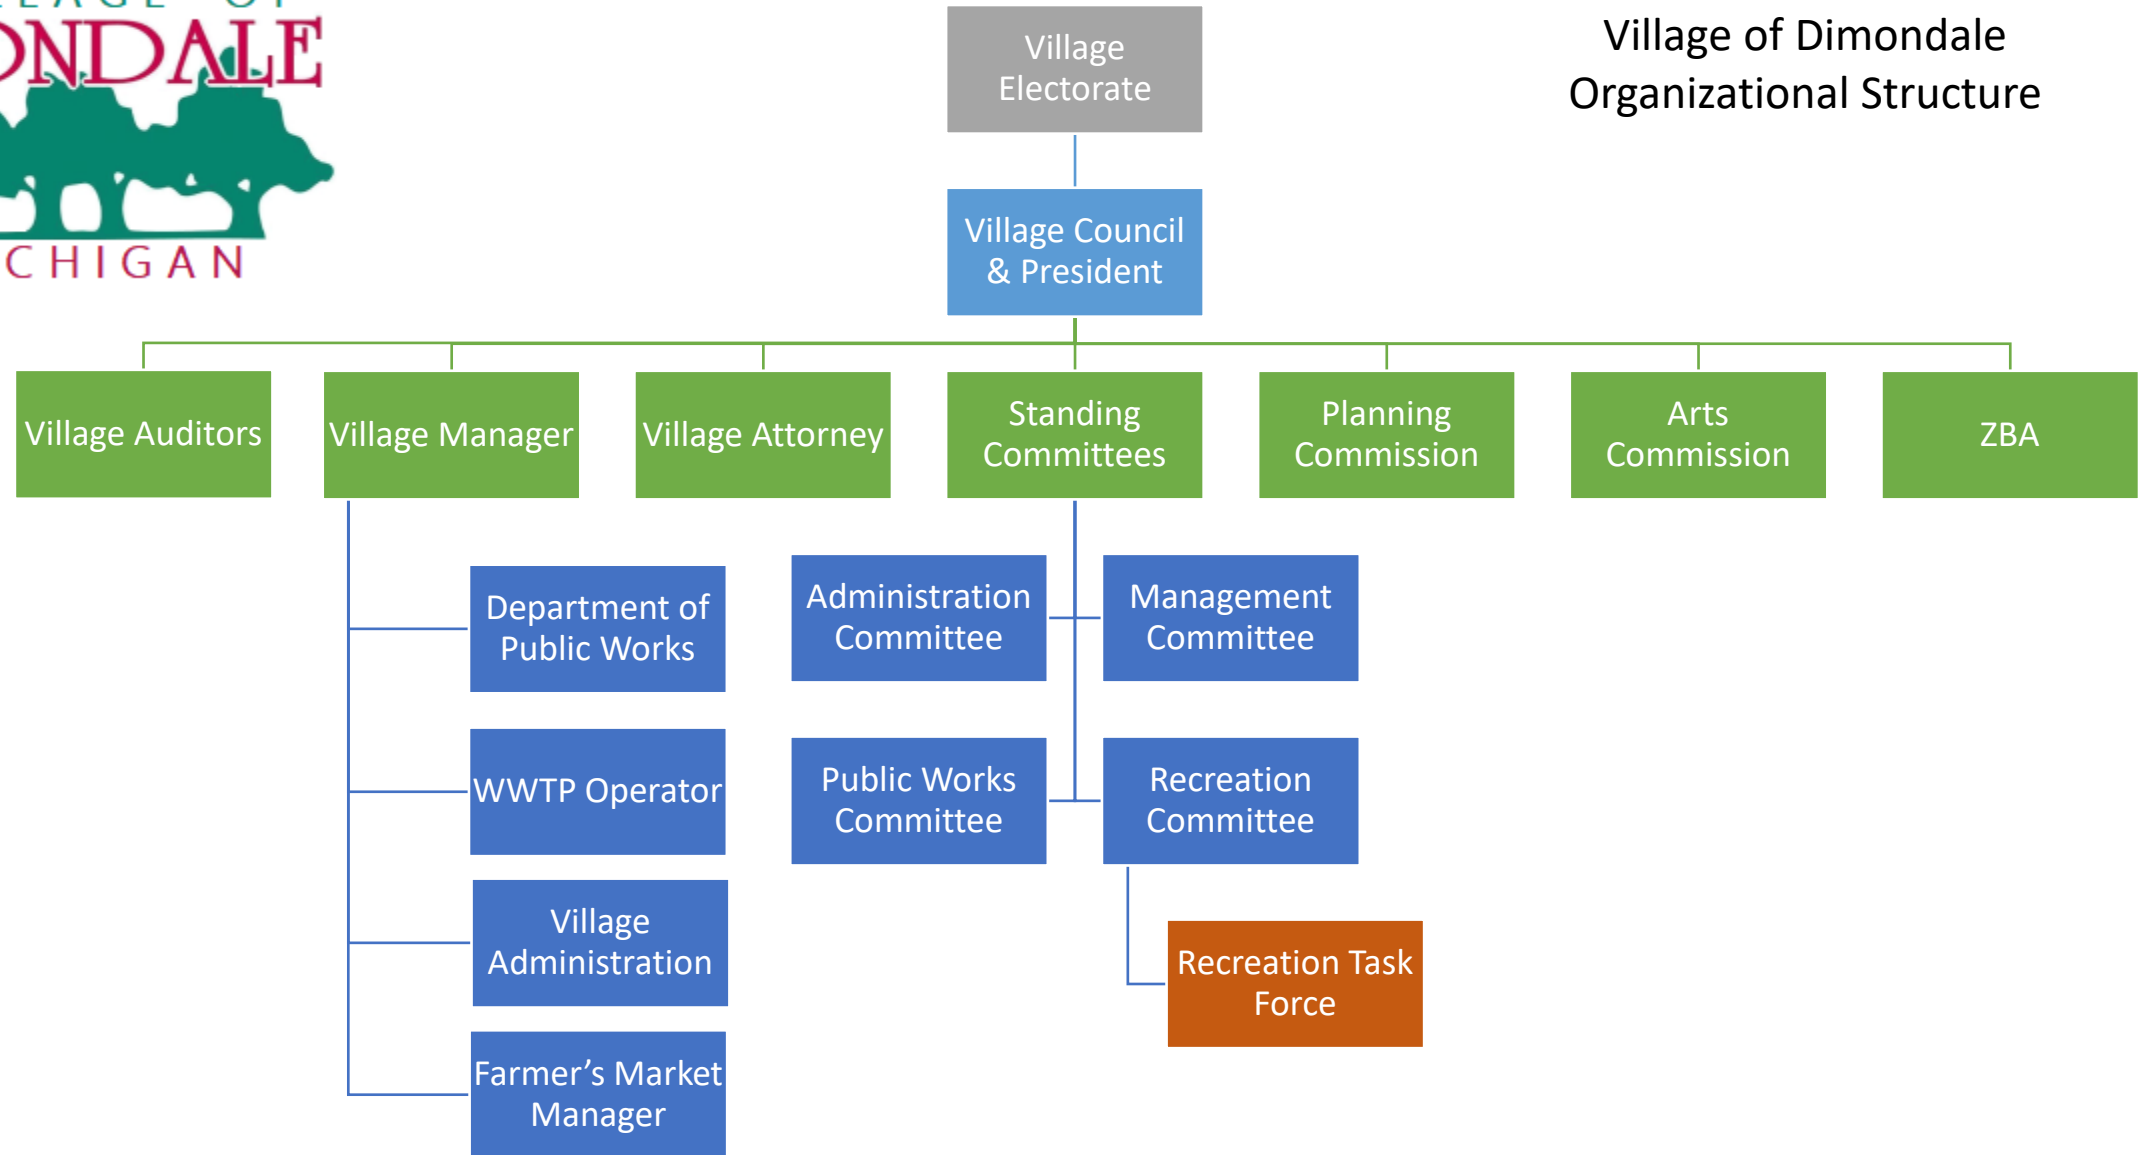 OF
CHIGAN
Village of Dimondale
Organizational Structure
Village
Electorate
Village Council
& President
Village Auditors
Village Manager
Village Attorney
Standing
Committees
Planning
Commission
Arts
Commission
ZBA
Department of
Public Works
WWTP Operator
Village
Administration
Farmer’s Market
Manager
Administration
Committee
Management
Committee
Public Works
Committee
Recreation
Committee
Recreation Task
Force